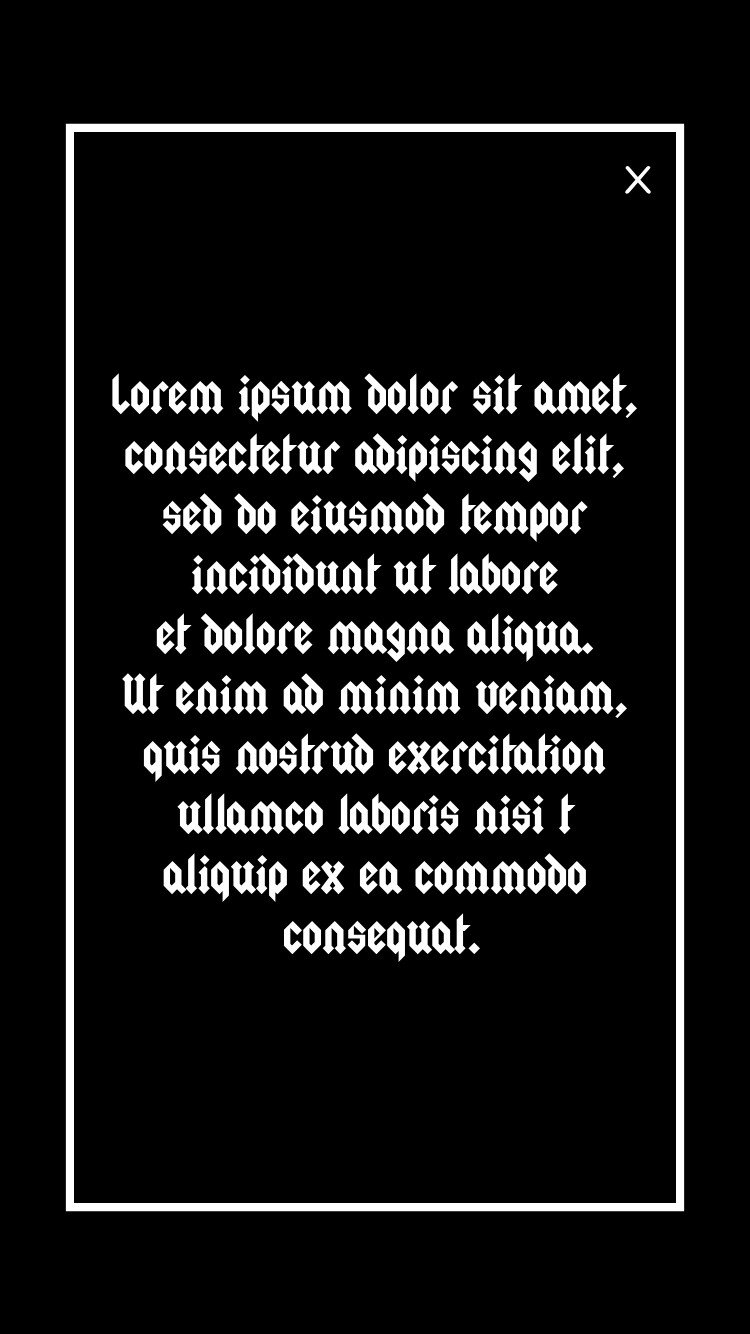 X
Lorem ipsum dolor sit amet,
consectetur adipiscing elit,
sed do eiusmod tempor
incididunt ut labore
et dolore magna aliqua.
Ut enim ad minim veniam,
quis nostrud exercitation
ullamco laboris nisi t
aliquip ex ea commodo
consequat.